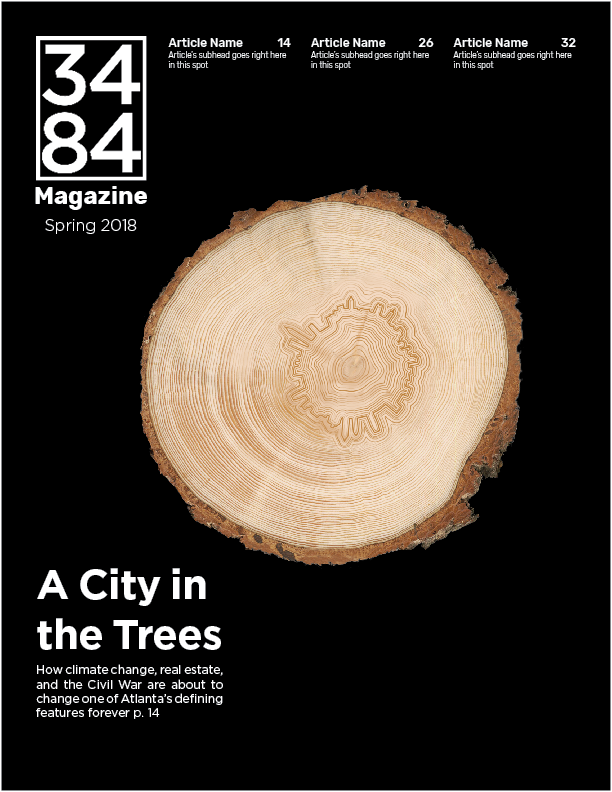 34
84
Magazine
Spring 2018
Article Name 14
Article's subhead goes right here
in this spot
Article Name 26
Article's subhead goes right here
in this spot
Article Name 32
Article's subhead goes right here
in this spot
A City in
the Trees
How climate change, real estate,
and the Civil War are about to
change one of Atlanta's defining
features forever p. 14